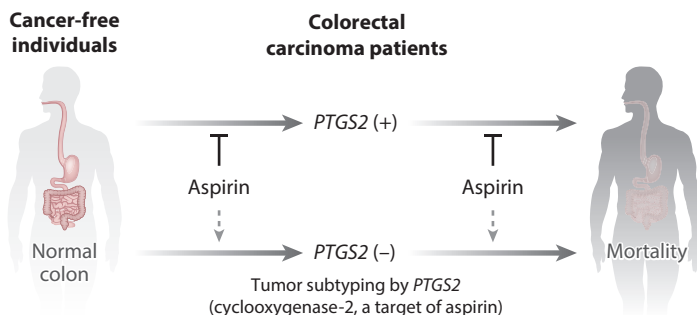 Cancer-free
individuals
Colorectal
carcinoma patients
PTGS2 (+)
Aspirin
Aspirin
PTGS2 (–)
Normal
colon
Mortality
Tumor subtyping by PTGS2
(cyclooxygenase-2, a target of aspirin)